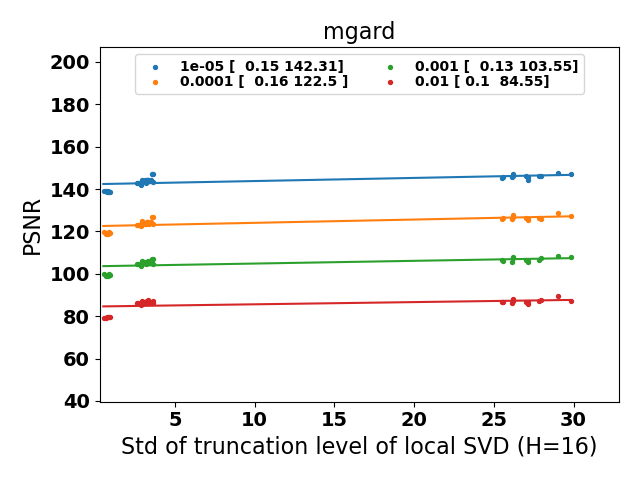 mgard
1e-05 [  0.15 142.31]
0.0001 [  0.16 122.5 ]
0.001 [  0.13 103.55]
0.01 [ 0.1  84.55]
200
180
160
140
120
100
80
60
40
PSNR
5 10 15 20 25 30
Std of truncation level of local SVD (H=16)